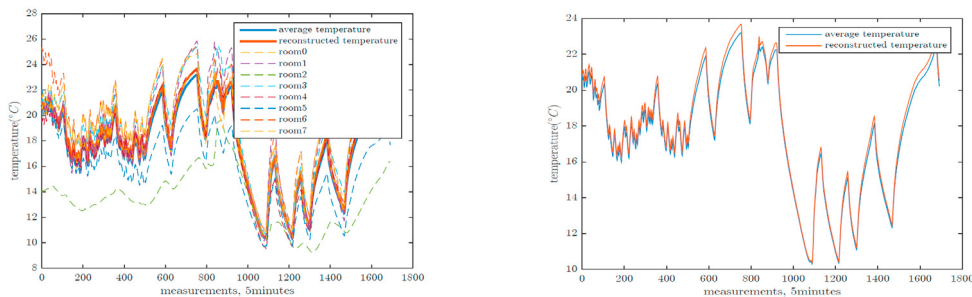 28
26
24
22
20
18
16
14
12
10
8
temperature(°C)
0 200 400 600 800 1000 1200 1400 1600 1800
measurements, 5minutes
average temperature
reconstructed temperature
room0
room1
room2
room3
room4
room5
room6
room7
24
22
20
18
16
14
12
10
temperature(°C)
0 200 400 600 800 1000 1200 1400 1600 1800
measurements, 5minutes
average temperature
reconstructed temperature